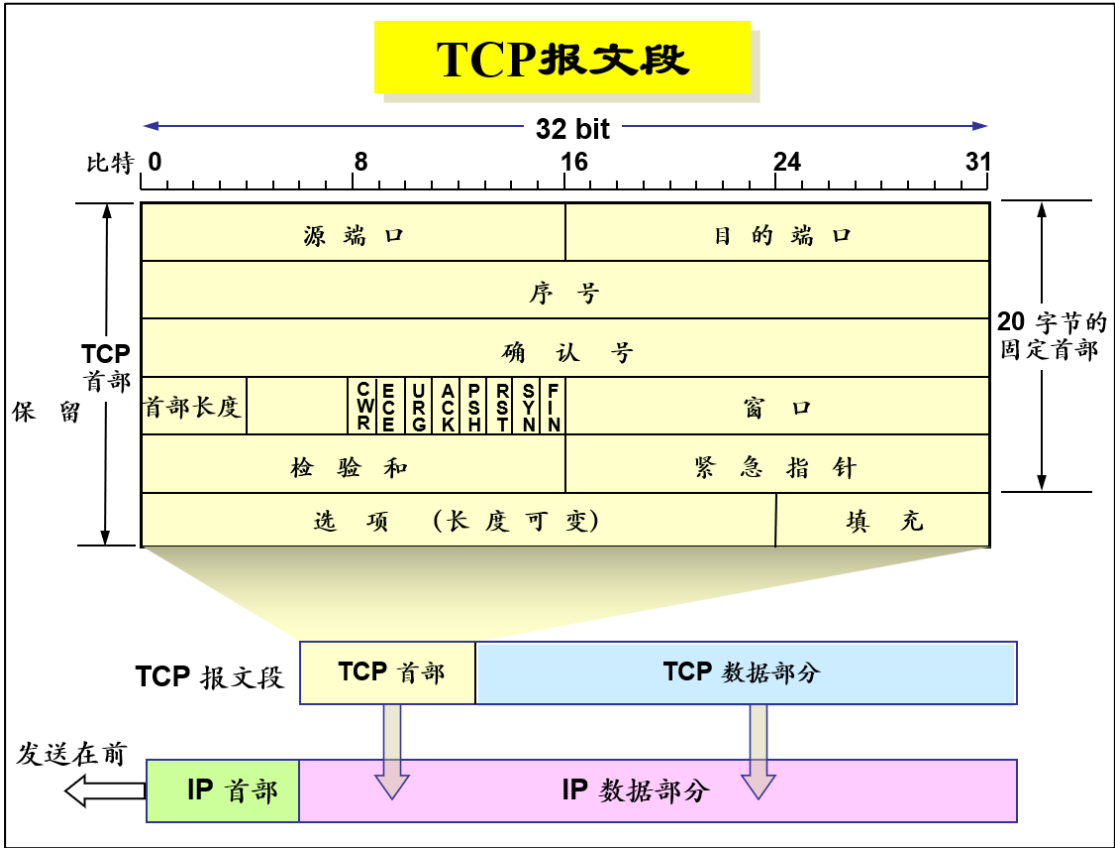 TCP报文段
32 bit
比特 0 8 16 24 31
源端口 目的端口
序号
确认号
20 字节的
固定首部
TCP
首部
保留
首部长度 CWR ECE URG ACK PSH RST SYN FIN 窗口
检验和 紧急指针
选项 (长度可变) 填充
TCP 报文段 TCP 首部 TCP 数据部分
发送在前
IP 首部 IP 数据部分